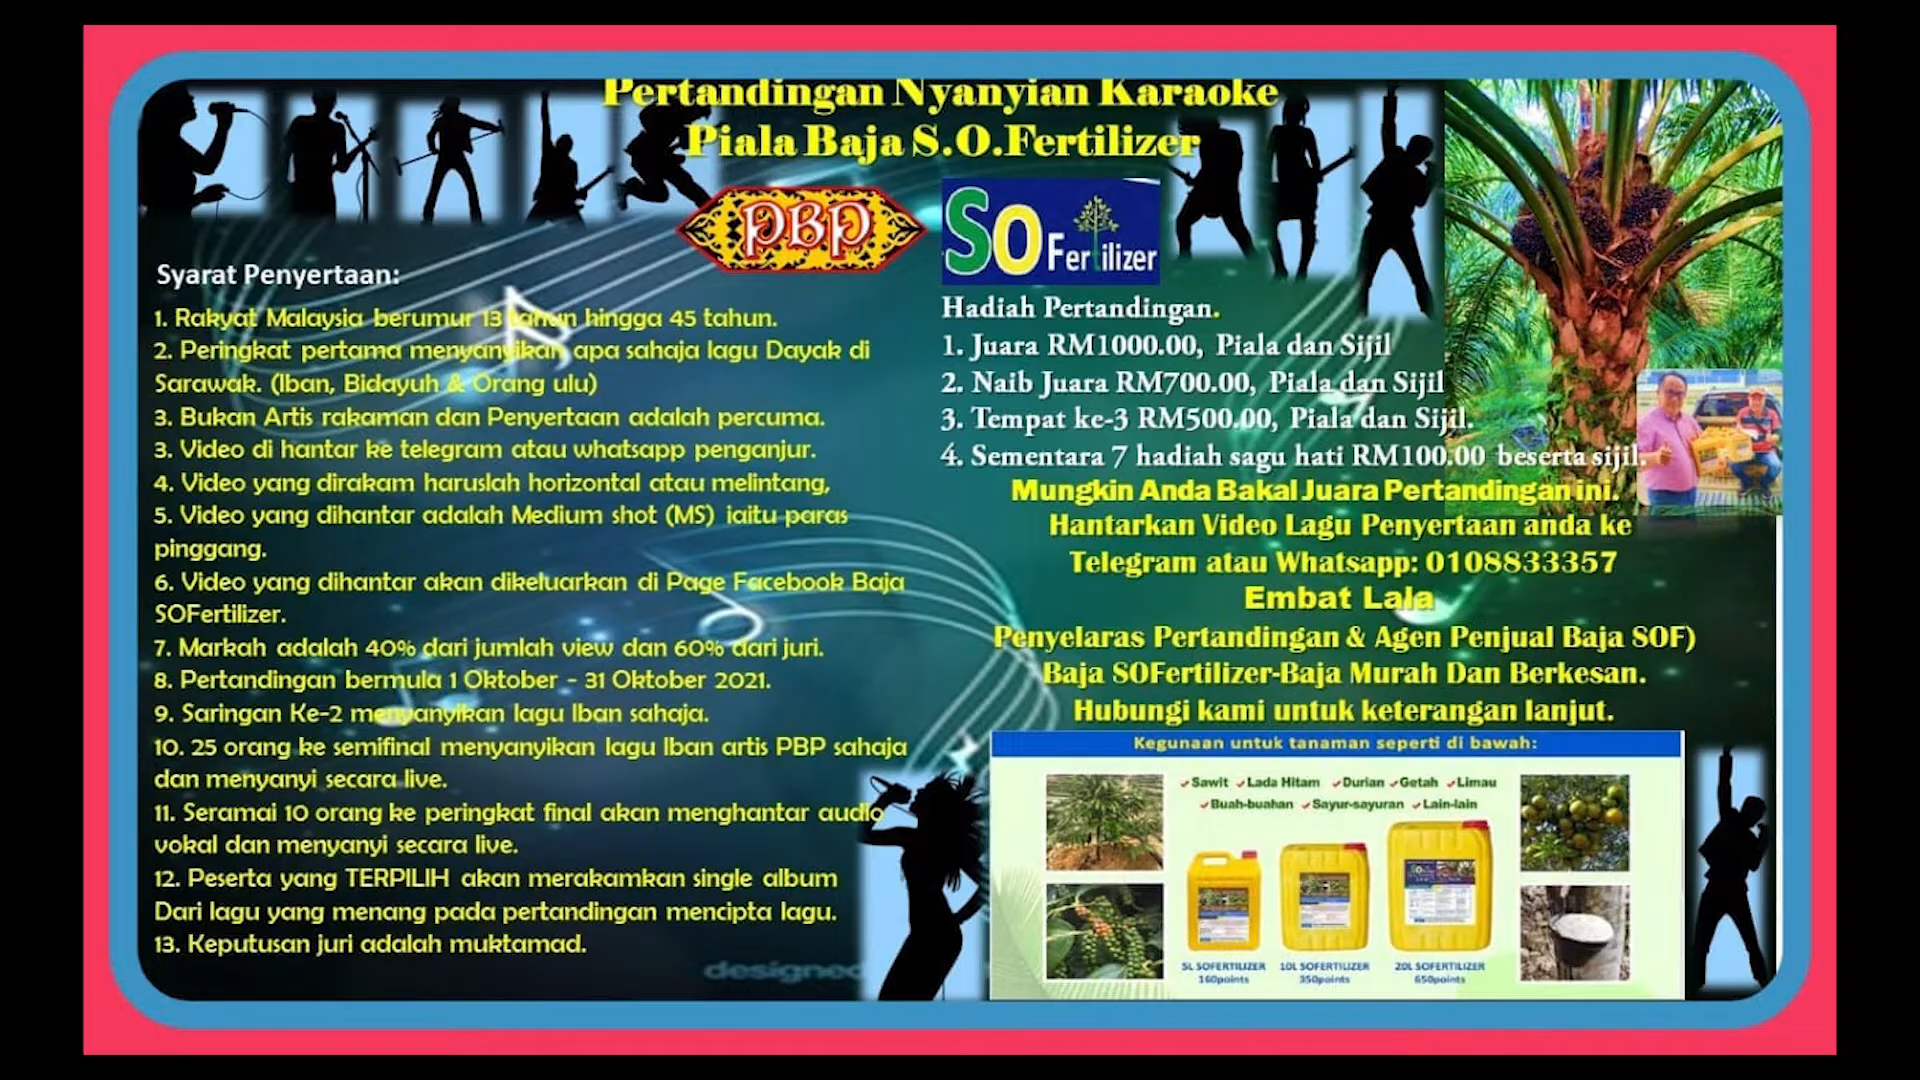 Pertandingan Nyanyian Karaoke
Piala Baja S.O.Fertilizer
PBP
SO Fertilizer
Syarat Penyertaan:
1. Rakyat Malaysia berumur 13 tahun hingga 45 tahun.
2. Peringkat pertama menyanyikan apa sahaja lagu Dayak di
Sarawak. (Iban, Bidayuh & Orang ulu)
3. Bukan Artis rakaman dan Penyertaan adalah percuma.
3. Video di hantar ke telegram atau whatsapp penganjur.
4. Video yang dirakam haruslah horizontal atau melintang,
5. Video yang dihantar adalah Medium shot (MS) iaitu paras
pinggang.
6. Video yang dihantar akan dikeluarkan di Page Facebook Baja
SOFertilizer.
7. Markah adalah 40% dari jumlah view dan 60% dari juri.
8. Pertandingan bermula 1 Oktober - 31 Oktober 2021.
9. Saringan Ke-2 menyanyikan lagu Iban sahaja.
10. 25 orang ke semifinal menyanyikan lagu Iban artis PBP sahaja
dan menyanyi secara live.
11. Seramai 10 orang ke peringkat final akan menghantar audio
vokal dan menyanyi secara live.
12. Peserta yang TERPILIH akan merakamkan single album
Dari lagu yang menang pada pertandingan mencipta lagu.
13. Keputusan juri adalah muktamad.
designed
Hadiah Pertandingan.
1. Juara RM1000.00, Piala dan Sijil
2. Naib Juara RM700.00, Piala dan Sijil
3. Tempat ke-3 RM500.00, Piala dan Sijil.
4. Sementara 7 hadiah sagu hati RM100.00 beserta sijil.
Mungkin Anda Bakal Juara Pertandingan ini.
Hantarkan Video Lagu Penyertaan anda ke
Telegram atau Whatsapp: 0108833357
Embat Lala
Penyelaras Pertandingan & Agen Penjual Baja SOF)
Baja SOFertilizer-Baja Murah Dan Berkesan.
Hubungi kami untuk keterangan lanjut.
Kegunaan untuk tanaman seperti di bawah:
Sawit Lada Hitam Durian Getah Limau
Buah-buahan Sayur-sayuran Lain-lain
5L SOFERTILIZER 10L SOFERTILIZER 20L SOFERTILIZER
160points 350points 650points